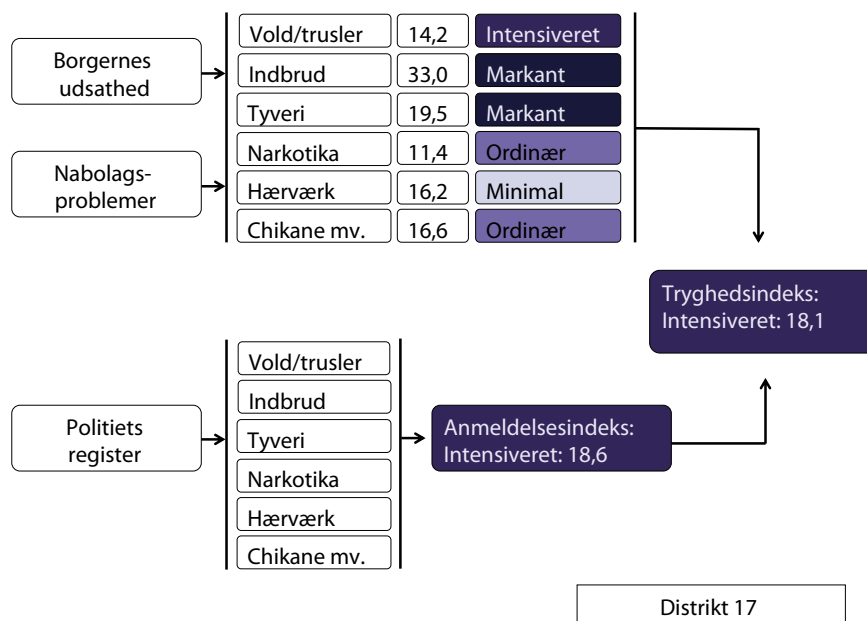 Borgernes
udsathed
Nabolags-
problemer
Vold/trusler 14,2 Intensiveret
Indbrud 33,0 Markant
Tyveri 19,5 Markant
Narkotika 11,4 Ordinær
Hærværk 16,2 Minimal
Chikane mv. 16,6 Ordinær
Tryghedsindeks:
Intensiveret: 18,1
Politiets
register
Vold/trusler
Indbrud
Tyveri
Narkotika
Hærværk
Chikane mv.
Anmeldelsesindeks:
Intensiveret: 18,6
Distrikt 17